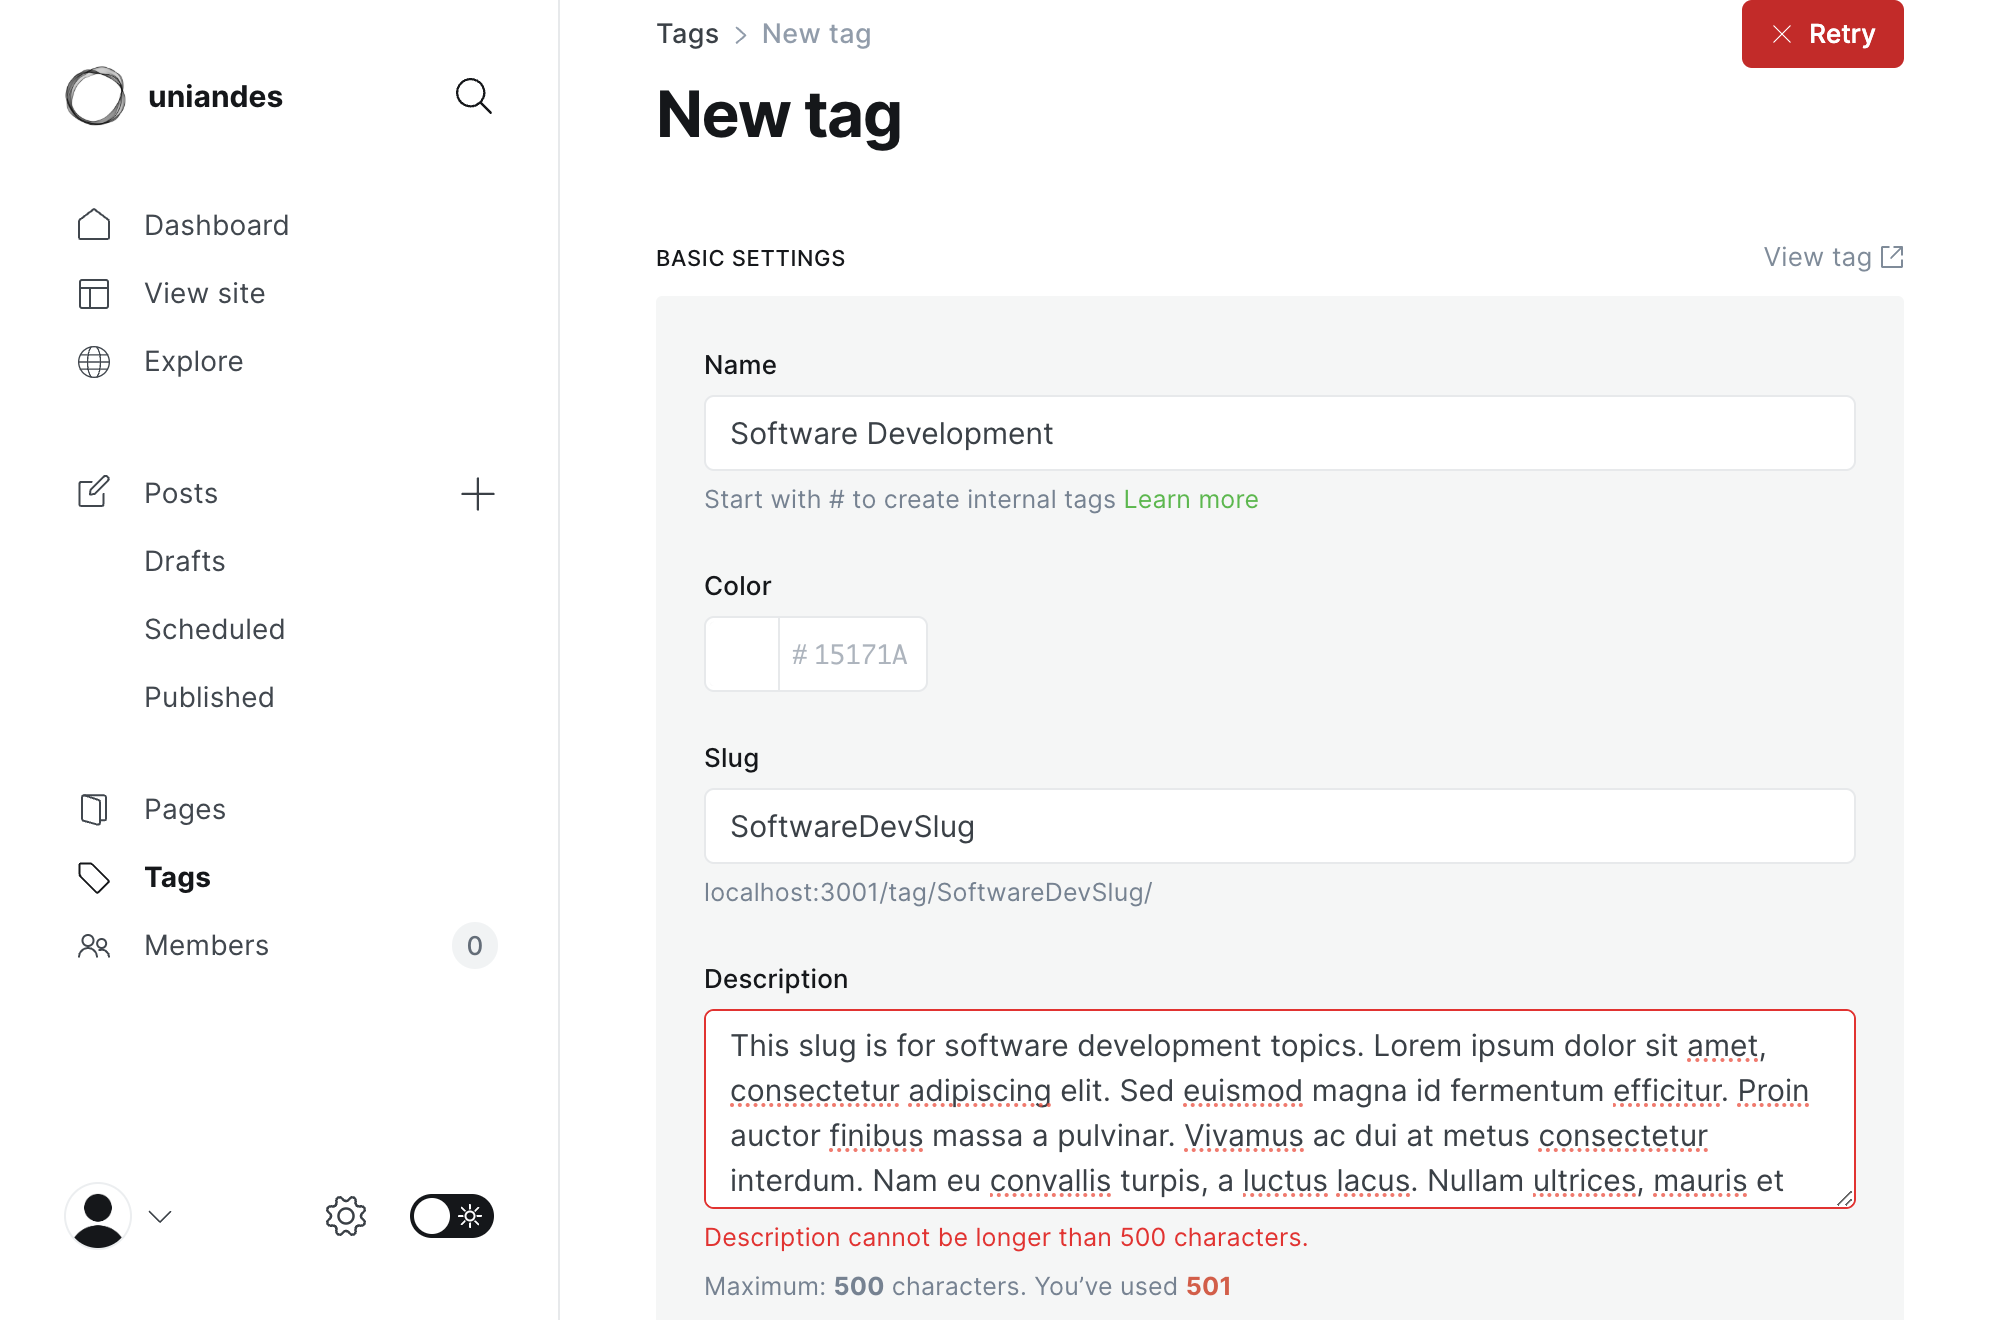 uniandes
Dashboard
View site
Explore
Posts
Drafts
Scheduled
Published
Pages
Tags
Members
0
Tags > New tag
Retry
New tag
BASIC SETTINGS
View tag
Name
Software Development
Start with # to create internal tags Learn more
Color
# 15171A
Slug
SoftwareDevSlug
localhost:3001/tag/SoftwareDevSlug/
Description
This slug is for software development topics. Lorem ipsum dolor sit amet,
consectetur adipiscing elit. Sed euismod magna id fermentum efficitur. Proin
auctor finibus massa a pulvinar. Vivamus ac dui at metus consectetur
interdum. Nam eu convallis turpis, a luctus lacus. Nullam ultrices, mauris et
Description cannot be longer than 500 characters.
Maximum: 500 characters. You’ve used 501